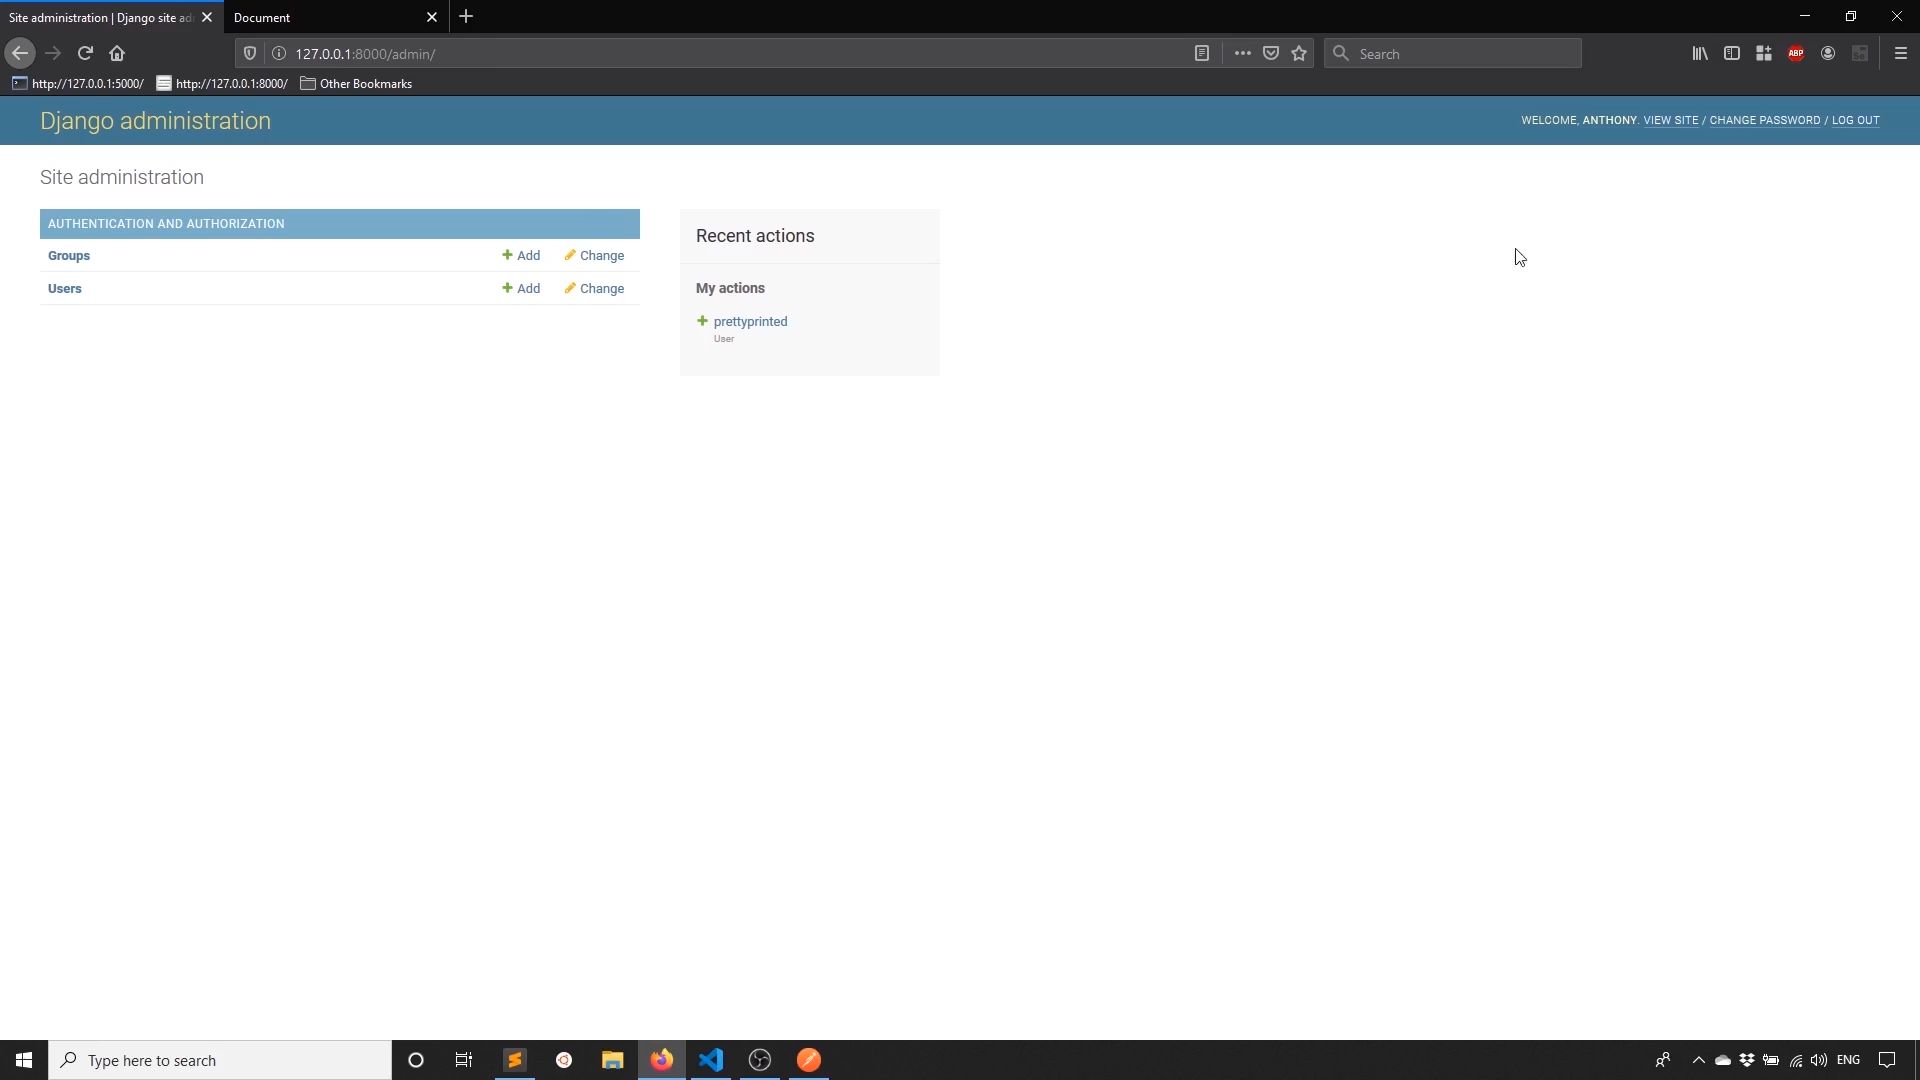 Site administration | Django site ad
Document
127.0.0.1:8000/admin/
Search
ABP
http://127.0.0.1:5000/
http://127.0.0.1:8000/
Other Bookmarks
Django administration
WELCOME, ANTHONY. VIEW SITE / CHANGE PASSWORD / LOG OUT
Site administration
AUTHENTICATION AND AUTHORIZATION
Groups
Add
Change
Users
Add
Change
Recent actions
My actions
prettyprinted
User
Type here to search
ENG